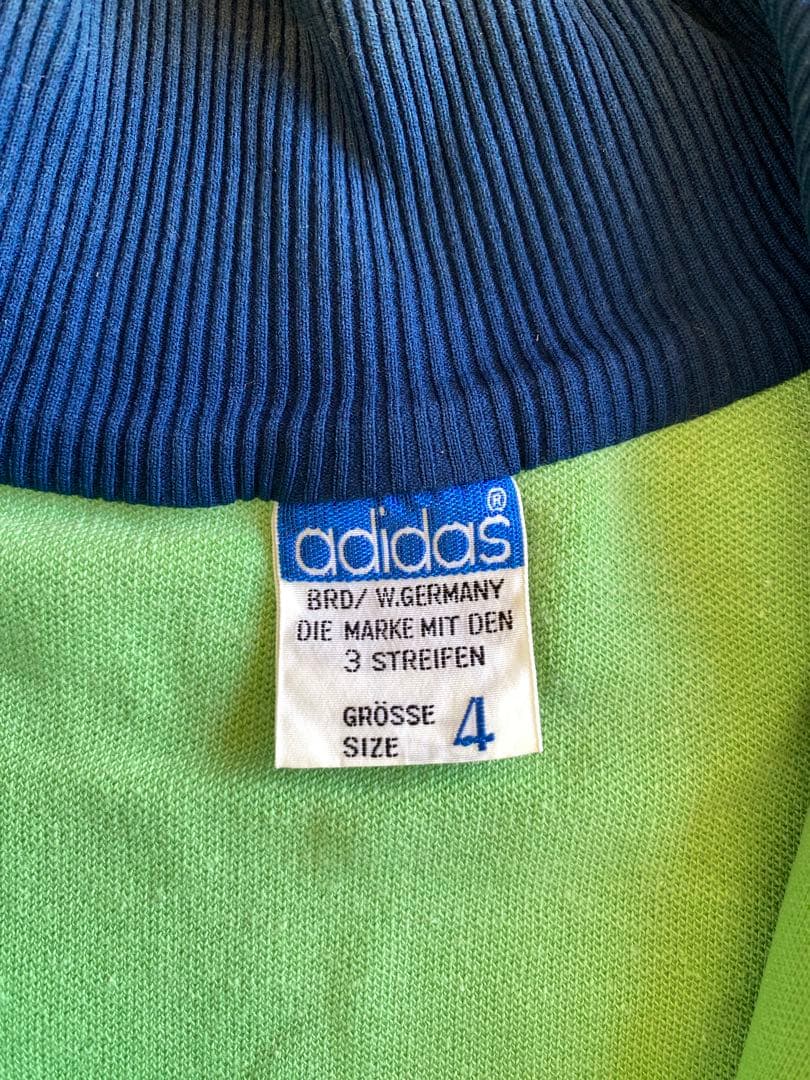 adidas®
BRD/ W.GERMANY
DIE MARKE MIT DEN
3 STREIFEN
GRÖSSE
SIZE 4